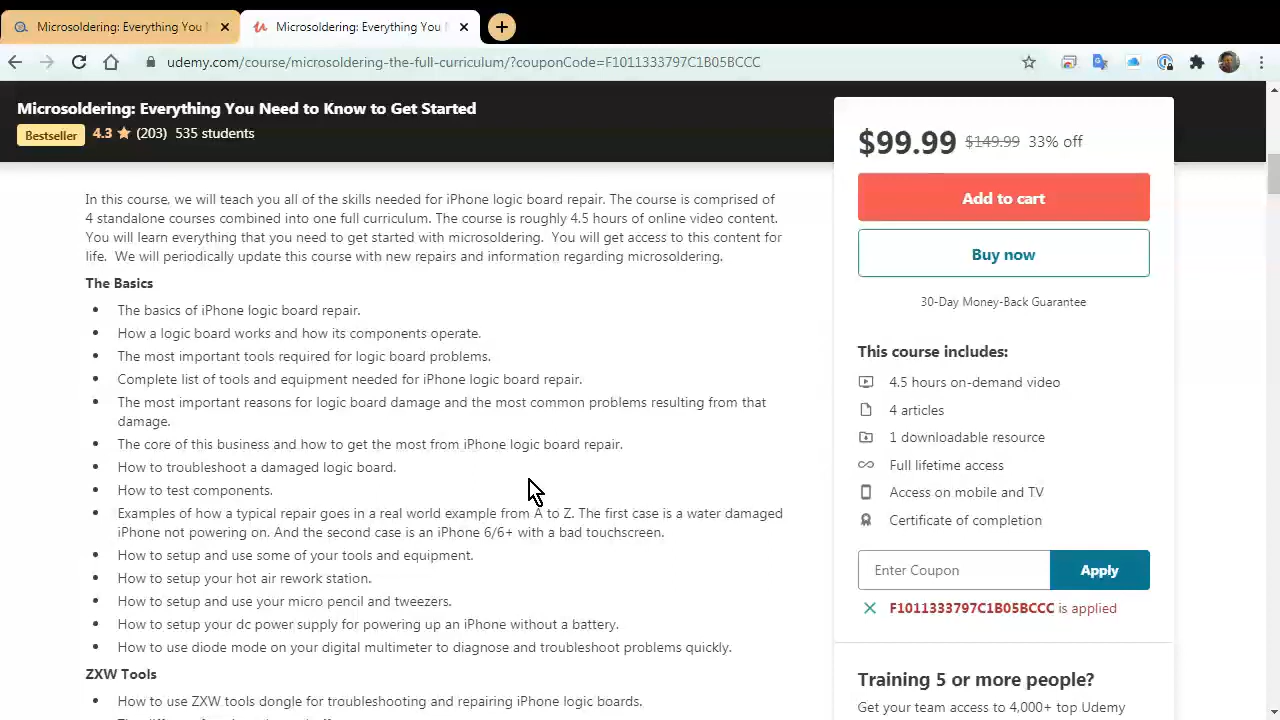 Microsoldering: Everything You
Microsoldering: Everything You
udemy.com/course/microsoldering-the-full-curriculum/?couponCode=F1011333797C1B05BCCC
Microsoldering: Everything You Need to Know to Get Started
Bestseller 4.3 (203) 535 students
In this course, we will teach you all of the skills needed for iPhone logic board repair. The course is comprised of
4 standalone courses combined into one full curriculum. The course is roughly 4.5 hours of online video content.
You will learn everything that you need to get started with microsoldering. You will get access to this content for
life. We will periodically update this course with new repairs and information regarding microsoldering.
The Basics
• The basics of iPhone logic board repair.
• How a logic board works and how its components operate.
• The most important tools required for logic board problems.
• Complete list of tools and equipment needed for iPhone logic board repair.
• The most important reasons for logic board damage and the most common problems resulting from that
damage.
• The core of this business and how to get the most from iPhone logic board repair.
• How to troubleshoot a damaged logic board.
• How to test components.
• Examples of how a typical repair goes in a real world example from A to Z. The first case is a water damaged
iPhone not powering on. And the second case is an iPhone 6/6+ with a bad touchscreen.
• How to setup and use some of your tools and equipment.
• How to setup your hot air rework station.
• How to setup and use your micro pencil and tweezers.
• How to setup your dc power supply for powering up an iPhone without a battery.
• How to use diode mode on your digital multimeter to diagnose and troubleshoot problems quickly.
ZXW Tools
• How to use ZXW tools dongle for troubleshooting and repairing iPhone logic boards.
$99.99 $149.99 33% off
Add to cart
Buy now
30-Day Money-Back Guarantee
This course includes:
4.5 hours on-demand video
4 articles
1 downloadable resource
Full lifetime access
Access on mobile and TV
Certificate of completion
Enter Coupon Apply
F1011333797C1B05BCCC is applied
Training 5 or more people?
Get your team access to 4,000+ top Udemy